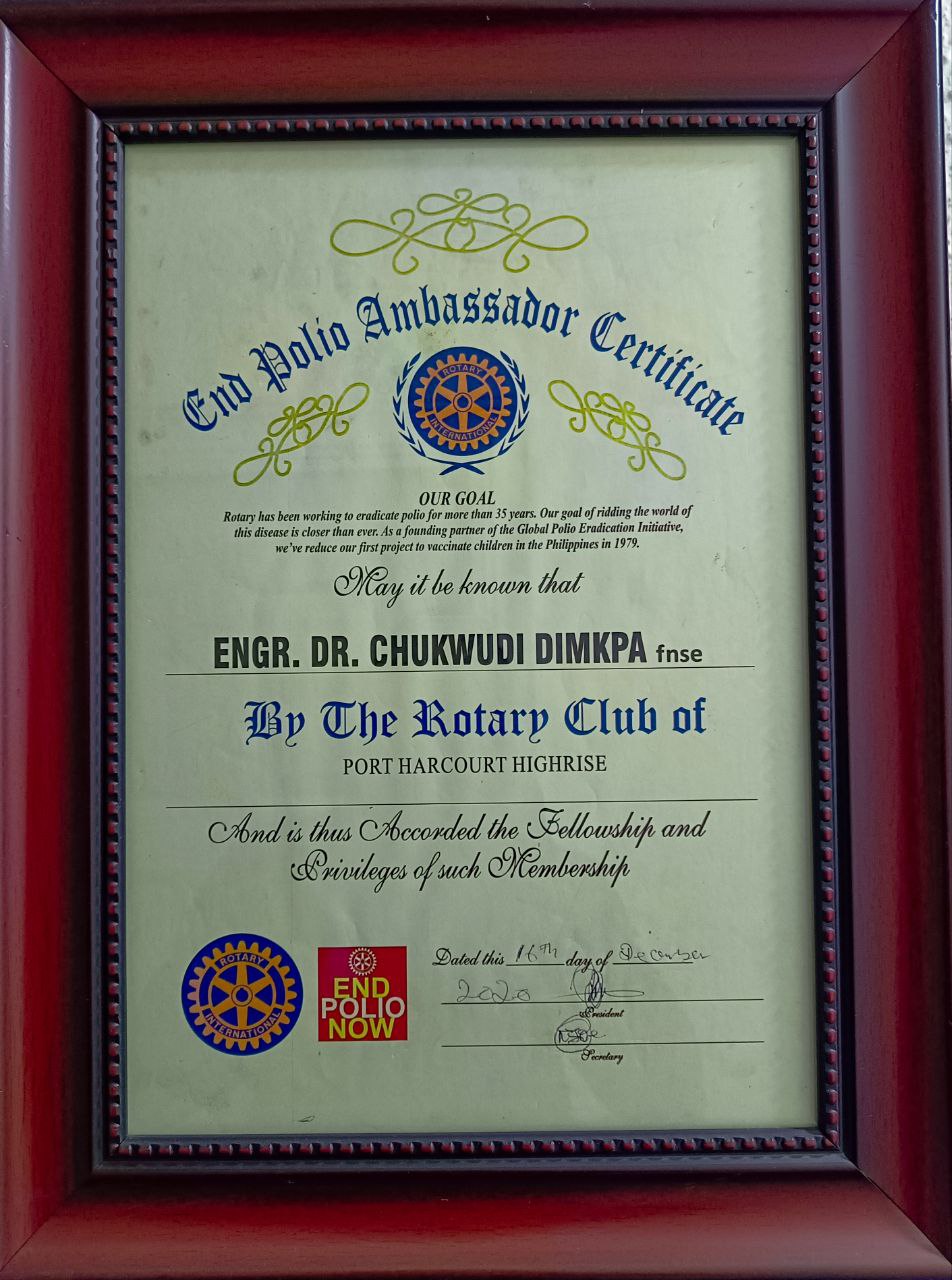 End Polio Ambassador Certificate
ROTARY
INTERNATIONAL
OUR GOAL
Rotary has been working to eradicate polio for more than 35 years. Our goal of ridding the world of
this disease is closer than ever. As a founding partner of the Global Polio Eradication Initiative,
we've reduce our first project to vaccinate children in the Philippines in 1979.
May it be known that
ENGR. DR. CHUKWUDI DIMKPA fnse
By The Rotary Club of
PORT HARCOURT HIGHRISE
And is thus Accorded the Fellowship and
Privileges of such Membership
ROTARY
INTERNATIONAL
END
POLIO
NOW
Dated this 16th day of December
2020
President
Secretary